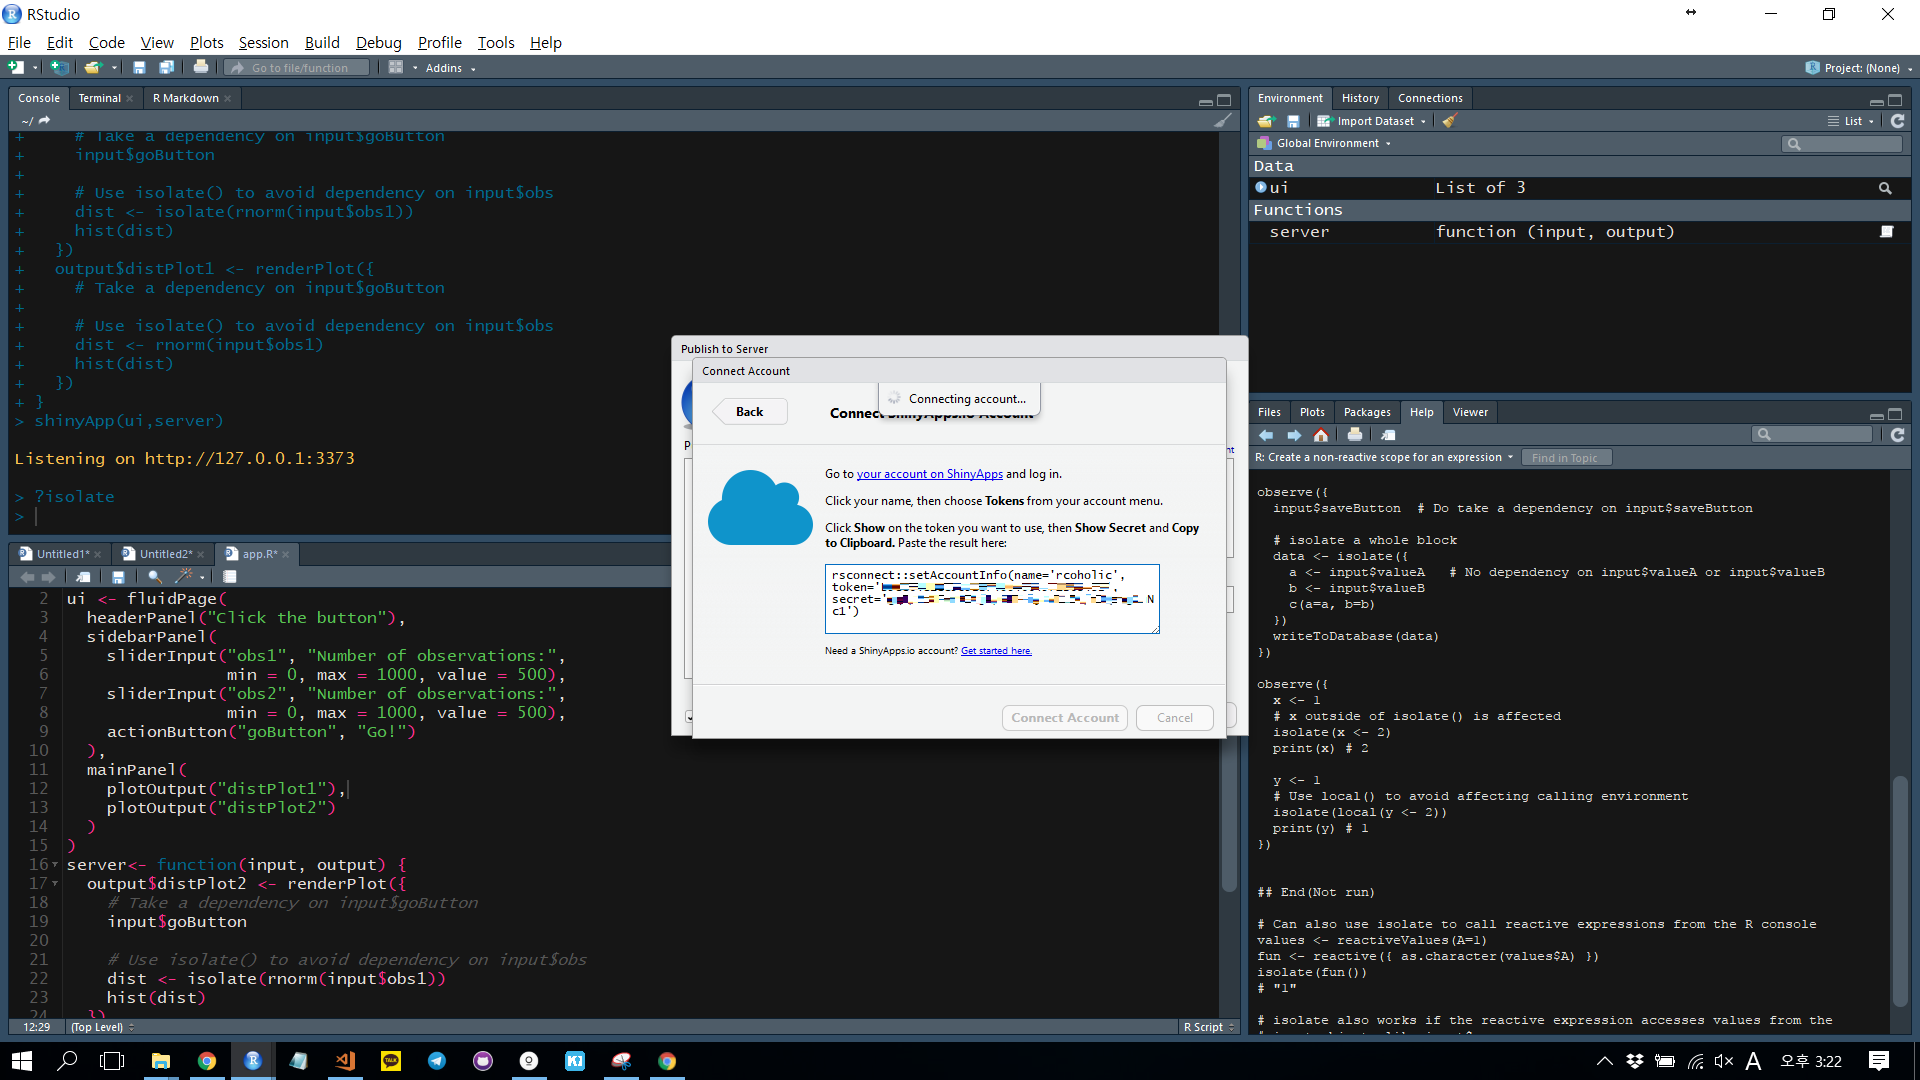 RStudio
File Edit Code View Plots Session Build Debug Profile Tools Help
Go to file/function Addins Project: (None)
Console Terminal R Markdown
~/
+ # Take a dependency on input$goButton
+ input$goButton
+
+ # Use isolate() to avoid dependency on input$obs
+ dist <- isolate(rnorm(input$obs1))
+ hist(dist)
+ })
+ output$distPlot1 <- renderPlot({
+ # Take a dependency on input$goButton
+
+ # Use isolate() to avoid dependency on input$obs
+ dist <- rnorm(input$obs1)
+ hist(dist)
+ })
+ }
> shinyApp(ui,server)
Listening on http://127.0.0.1:3373
> ?isolate
>
Untitled1* Untitled2* app.R*
2 ui <- fluidPage(
3 headerPanel("Click the button"),
4 sidebarPanel(
5 sliderInput("obs1", "Number of observations:",
6 min = 0, max = 1000, value = 500),
7 sliderInput("obs2", "Number of observations:",
8 min = 0, max = 1000, value = 500),
9 actionButton("goButton", "Go!")
10 ),
11 mainPanel(
12 plotOutput("distPlot1"),
13 plotOutput("distPlot2")
14 )
15 )
16 server<- function(input, output) {
17 output$distPlot2 <- renderPlot({
18 # Take a dependency on input$goButton
19 input$goButton
20
21 # Use isolate() to avoid dependency on input$obs
22 dist <- isolate(rnorm(input$obs1))
23 hist(dist)
24 })
12:29 (Top Level) R Script
Publish to Server
Connect Account
Connecting account...
Back
Connect ShinyApps.io Account
Go to your account on ShinyApps and log in.
Click your name, then choose Tokens from your account menu.
Click Show on the token you want to use, then Show Secret and Copy
to Clipboard. Paste the result here:
rsconnect::setAccountInfo(name='rcoholic',
token='
secret=' N
c1')
Need a ShinyApps.io account? Get started here.
Connect Account Cancel
Environment History Connections
Import Dataset List
Global Environment
Data
ui List of 3
Functions
server function (input, output)
Files Plots Packages Help Viewer
R: Create a non-reactive scope for an expression Find in Topic
observe({
input$saveButton # Do take a dependency on input$saveButton
# isolate a whole block
data <- isolate({
a <- input$valueA # No dependency on input$valueA or input$valueB
b <- input$valueB
c(a=a, b=b)
})
writeToDatabase(data)
})
observe({
x <- 1
# x outside of isolate() is affected
isolate(x <- 2)
print(x) # 2
y <- 1
# Use local() to avoid affecting calling environment
isolate(local(y <- 2))
print(y) # 1
})
## End(Not run)
# Can also use isolate to call reactive expressions from the R console
values <- reactiveValues(A=1)
fun <- reactive({ as.character(values$A) })
isolate(fun())
# "1"
# isolate also works if the reactive expression accesses values from the
A 오후 3:22